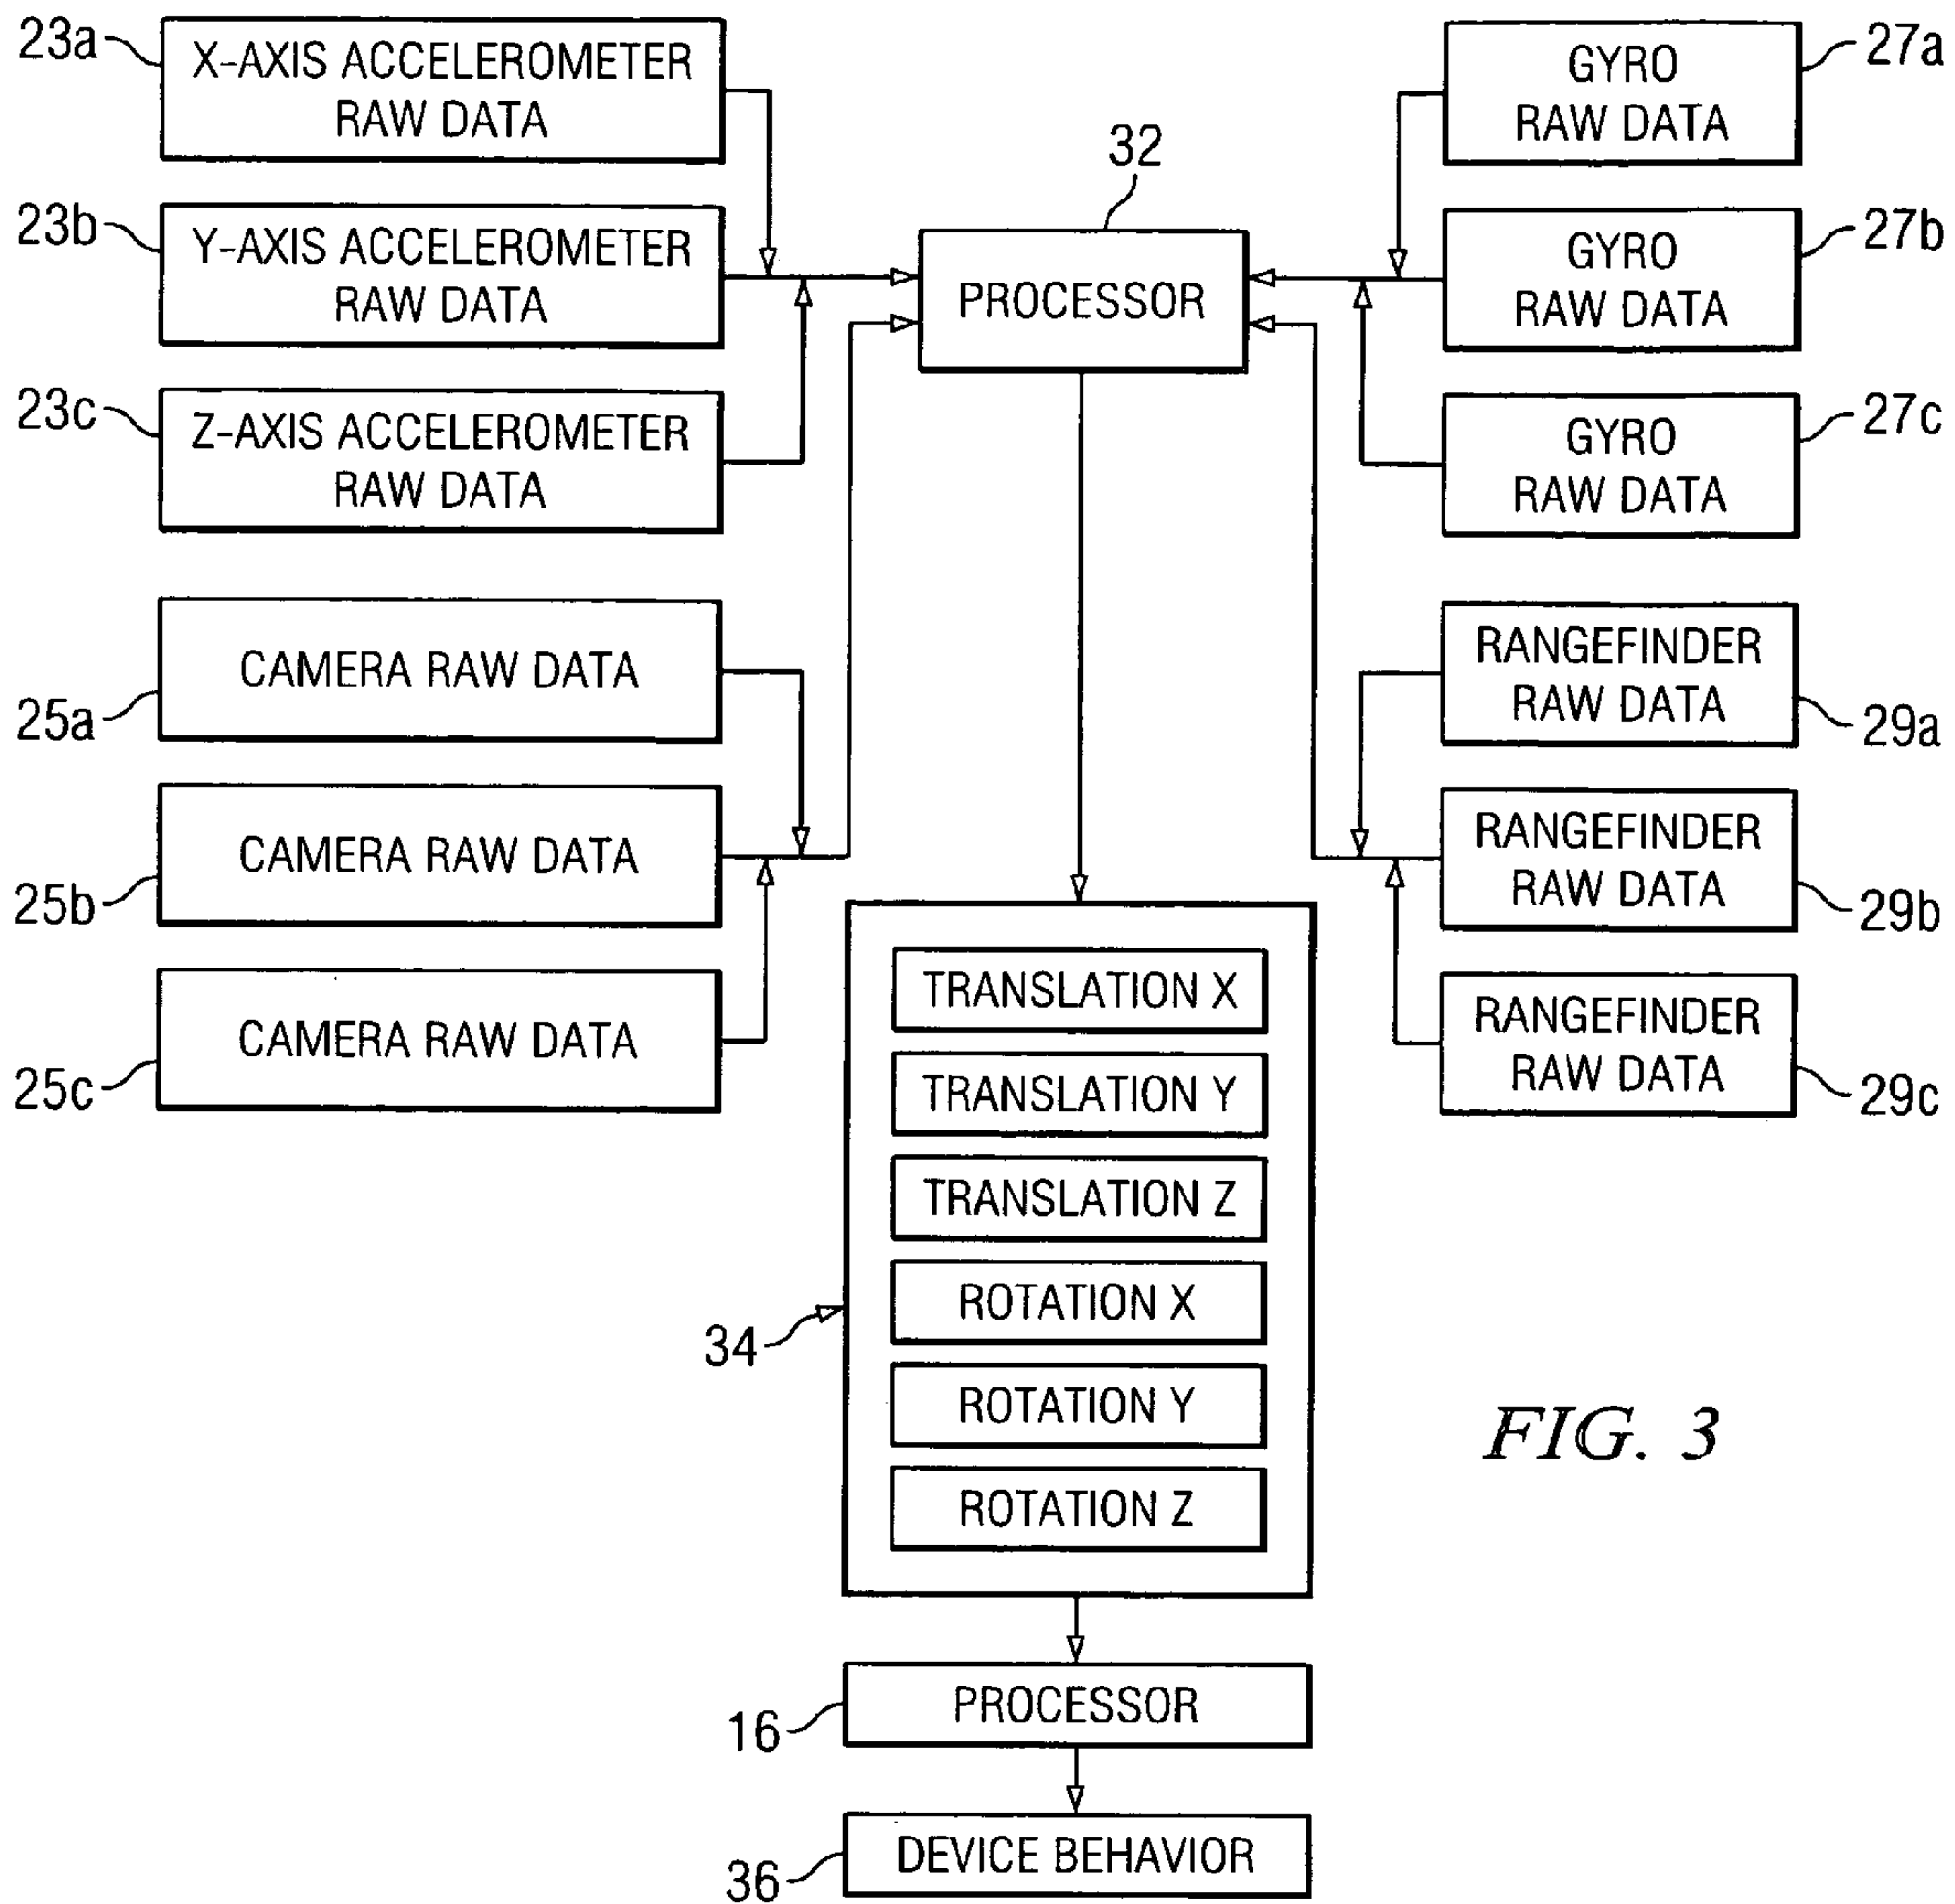 23a
X-AXIS ACCELEROMETER
RAW DATA
23b
Y-AXIS ACCELEROMETER
RAW DATA
23c
Z-AXIS ACCELEROMETER
RAW DATA
25a
CAMERA RAW DATA
25b
CAMERA RAW DATA
25c
CAMERA RAW DATA
32
PROCESSOR
27a
GYRO
RAW DATA
27b
GYRO
RAW DATA
27c
GYRO
RAW DATA
29a
RANGEFINDER
RAW DATA
29b
RANGEFINDER
RAW DATA
29c
RANGEFINDER
RAW DATA
34
TRANSLATION X
TRANSLATION Y
TRANSLATION Z
ROTATION X
ROTATION Y
ROTATION Z
16
PROCESSOR
36
DEVICE BEHAVIOR
FIG. 3